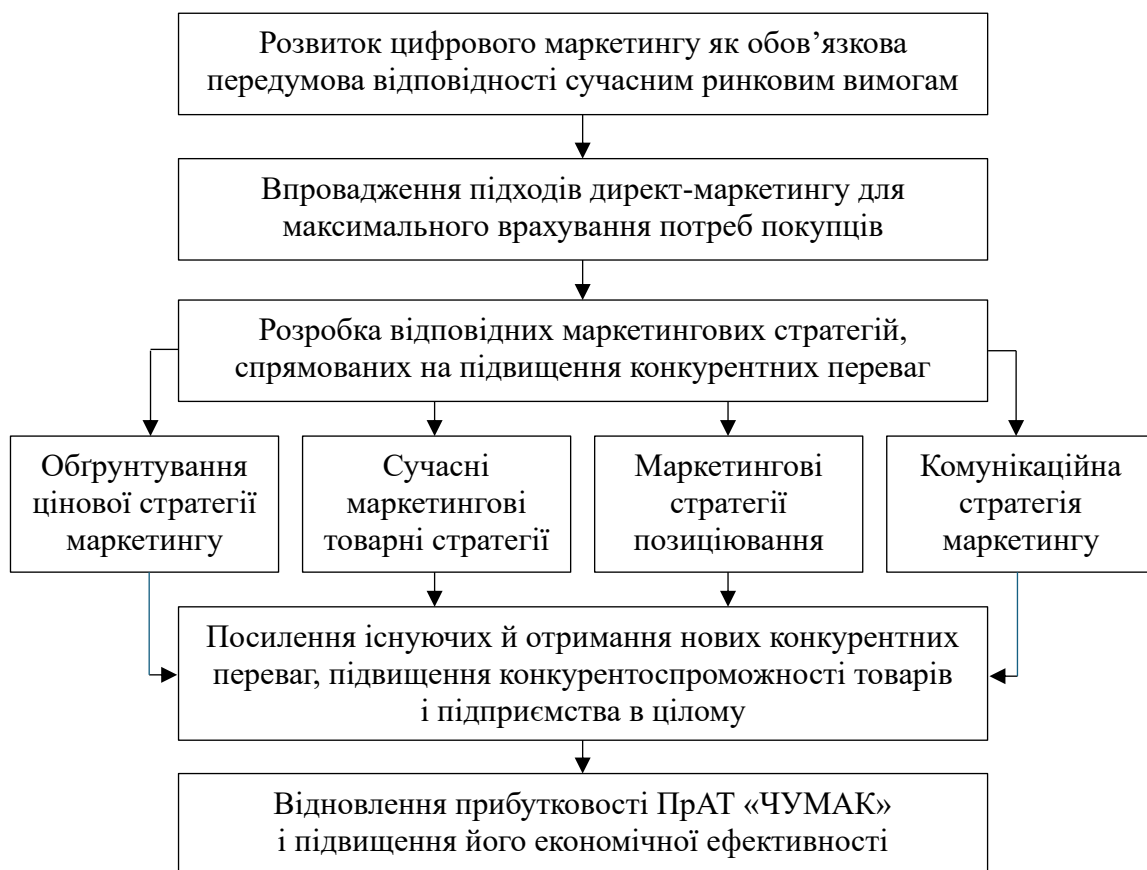 Розвиток цифрового маркетингу як обов’язкова
передумова відповідності сучасним ринковим вимогам
Впровадження підходів директ-маркетингу для
максимального врахування потреб покупців
Розробка відповідних маркетингових стратегій,
спрямованих на підвищення конкурентних переваг
Обґрунтування
цінової стратегії
маркетингу
Сучасні
маркетингові
товарні стратегії
Маркетингові
стратегії
позиціювання
Комунікаційна
стратегія
маркетингу
Посилення існуючих й отримання нових конкурентних
переваг, підвищення конкурентоспроможності товарів
і підприємства в цілому
Відновлення прибутковості ПрАТ «ЧУМАК»
і підвищення його економічної ефективності